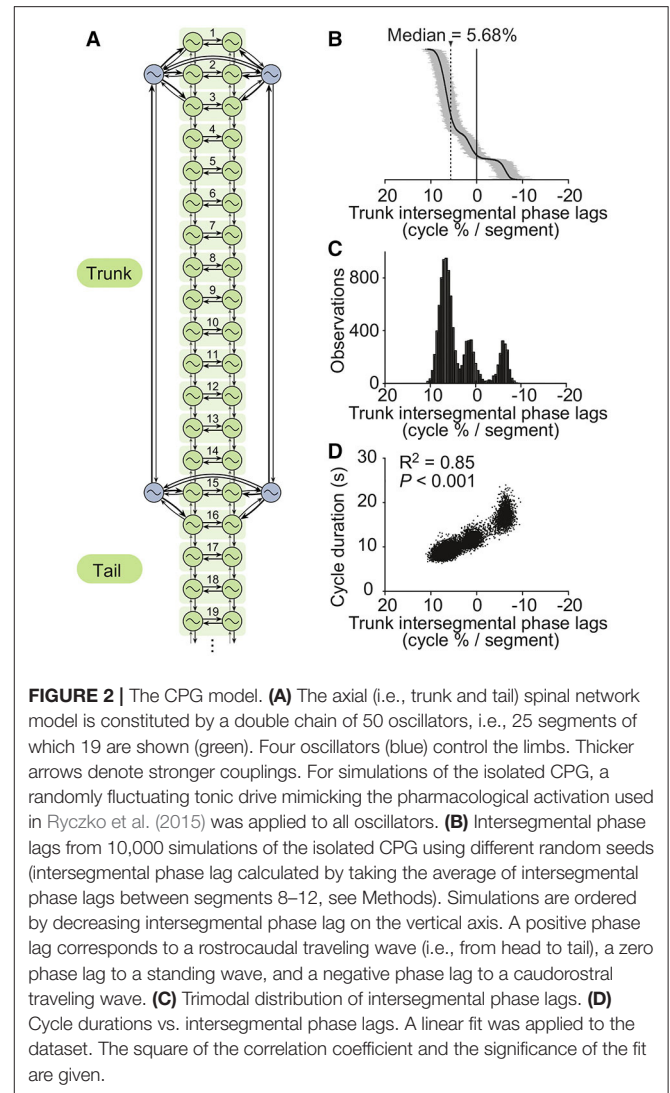 A
1
2
3
4
5
6
7
8
9
10
11
12
13
14
15
16
17
18
19
Trunk
Tail
B
Median = 5.68%
20 10 0 -10 -20
Trunk intersegmental phase lags
(cycle % / segment)
C
Observations
800
400
0
20 10 0 -10 -20
Trunk intersegmental phase lags
(cycle % / segment)
D
Cycle duration (s)
30
20
10
0
R² = 0.85
P < 0.001
20 10 0 -10 -20
Trunk intersegmental phase lags
(cycle % / segment)
FIGURE 2 | The CPG model. (A) The axial (i.e., trunk and tail) spinal network
model is constituted by a double chain of 50 oscillators, i.e., 25 segments of
which 19 are shown (green). Four oscillators (blue) control the limbs. Thicker
arrows denote stronger couplings. For simulations of the isolated CPG, a
randomly fluctuating tonic drive mimicking the pharmacological activation used
in Ryczko et al. (2015) was applied to all oscillators. (B) Intersegmental phase
lags from 10,000 simulations of the isolated CPG using different random seeds
(intersegmental phase lag calculated by taking the average of intersegmental
phase lags between segments 8–12, see Methods). Simulations are ordered
by decreasing intersegmental phase lag on the vertical axis. A positive phase
lag corresponds to a rostrocaudal traveling wave (i.e., from head to tail), a zero
phase lag to a standing wave, and a negative phase lag to a caudorostral
traveling wave. (C) Trimodal distribution of intersegmental phase lags. (D)
Cycle durations vs. intersegmental phase lags. A linear fit was applied to the
dataset. The square of the correlation coefficient and the significance of the fit
are given.